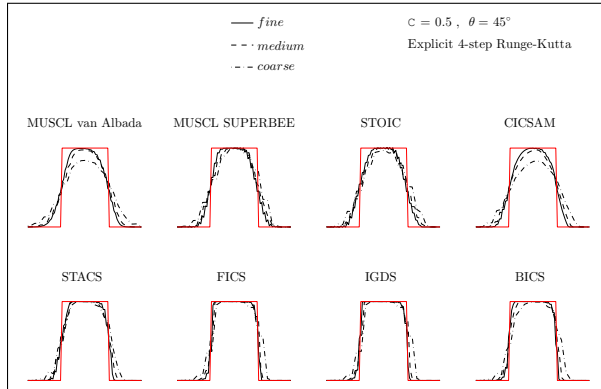 fine
medium
coarse
ℂ = 0.5 , θ = 45°
Explicit 4-step Runge-Kutta
MUSCL van Albada
MUSCL SUPERBEE
STOIC
CICSAM
STACS
FICS
IGDS
BICS